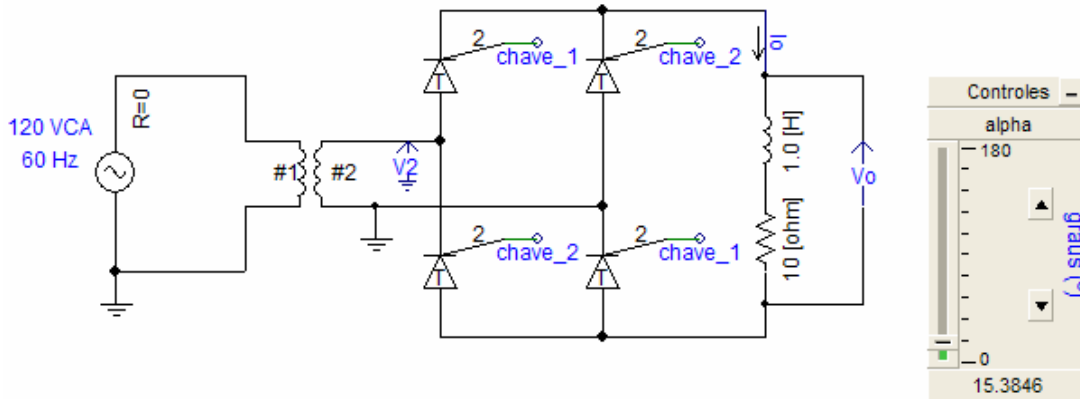 120 VCA
60 Hz
R=0
#1
#2
V2
2
chave_1
2
chave_2
2
chave_2
2
chave_1
T
T
T
T
Io
1.0 [H]
10 [ohm]
Vo
Controles
alpha
180
0
graus (°)
15.3846